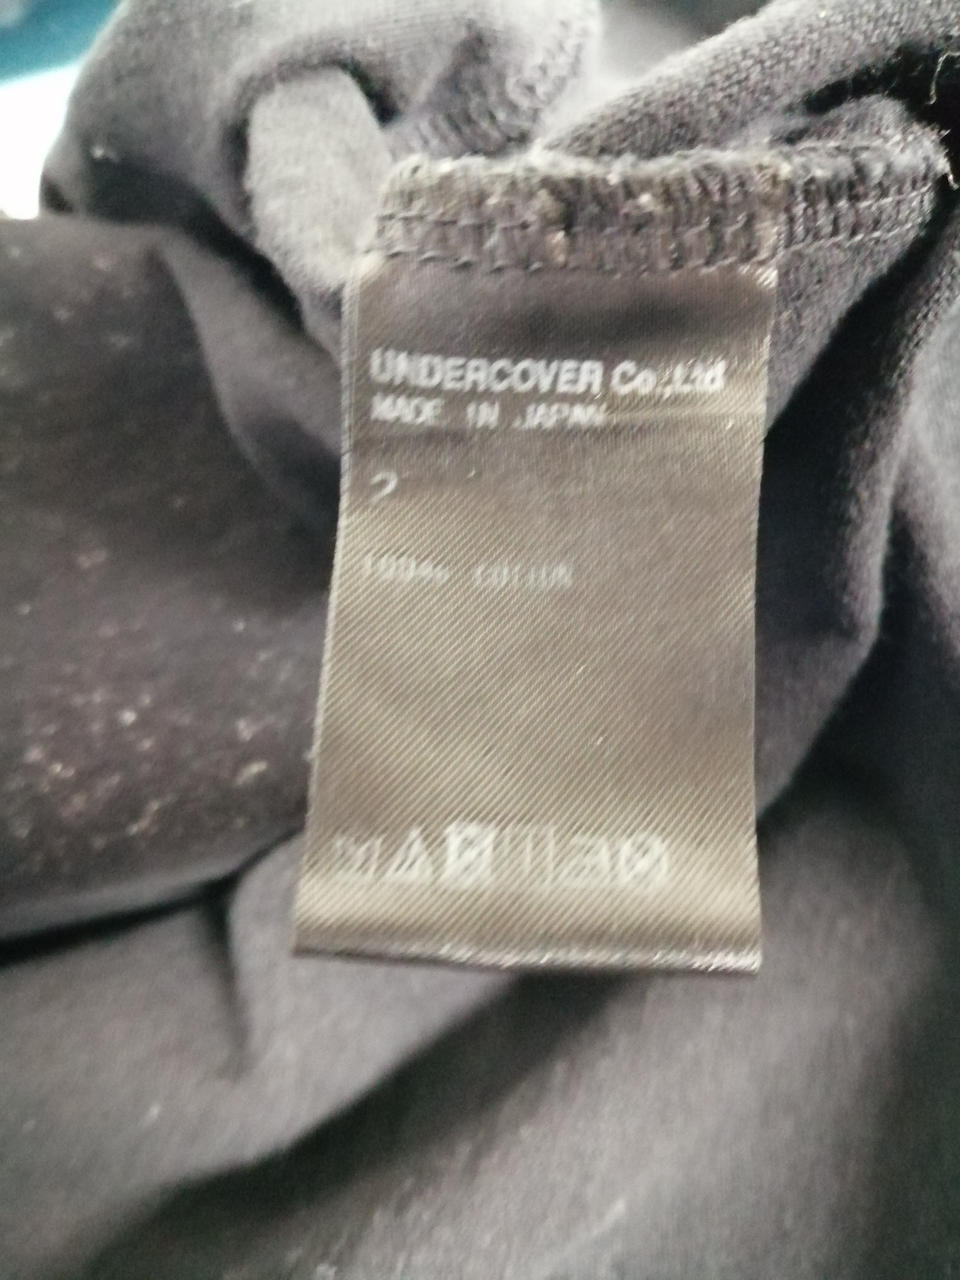 UNDERCOVER Co.,Ltd
MADE IN JAPAN
2
100% COTTON